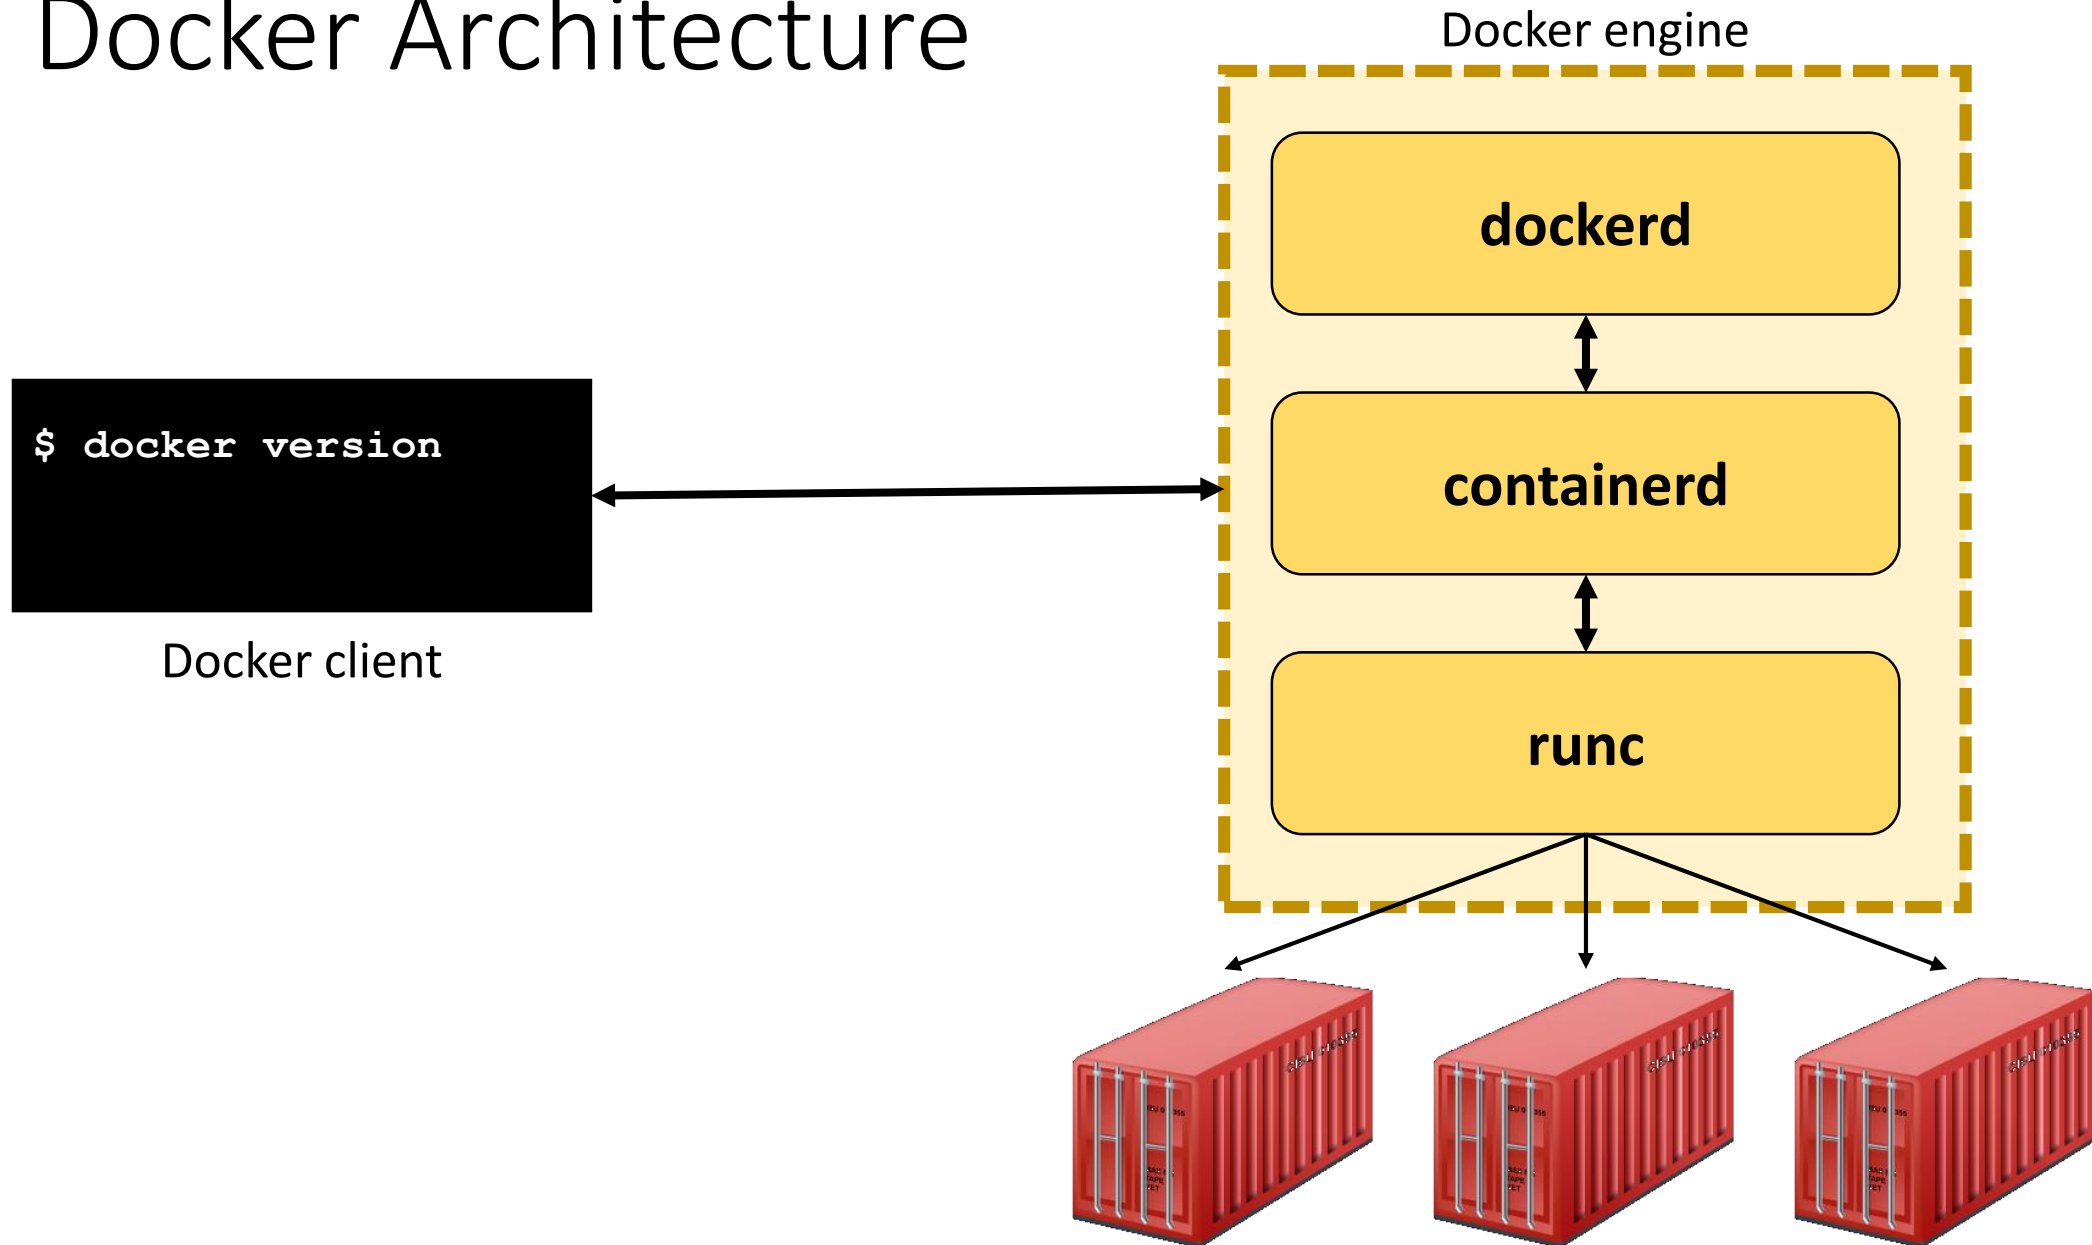 Docker Architecture
Docker engine
dockerd
$ docker version
containerd
Docker client
runc